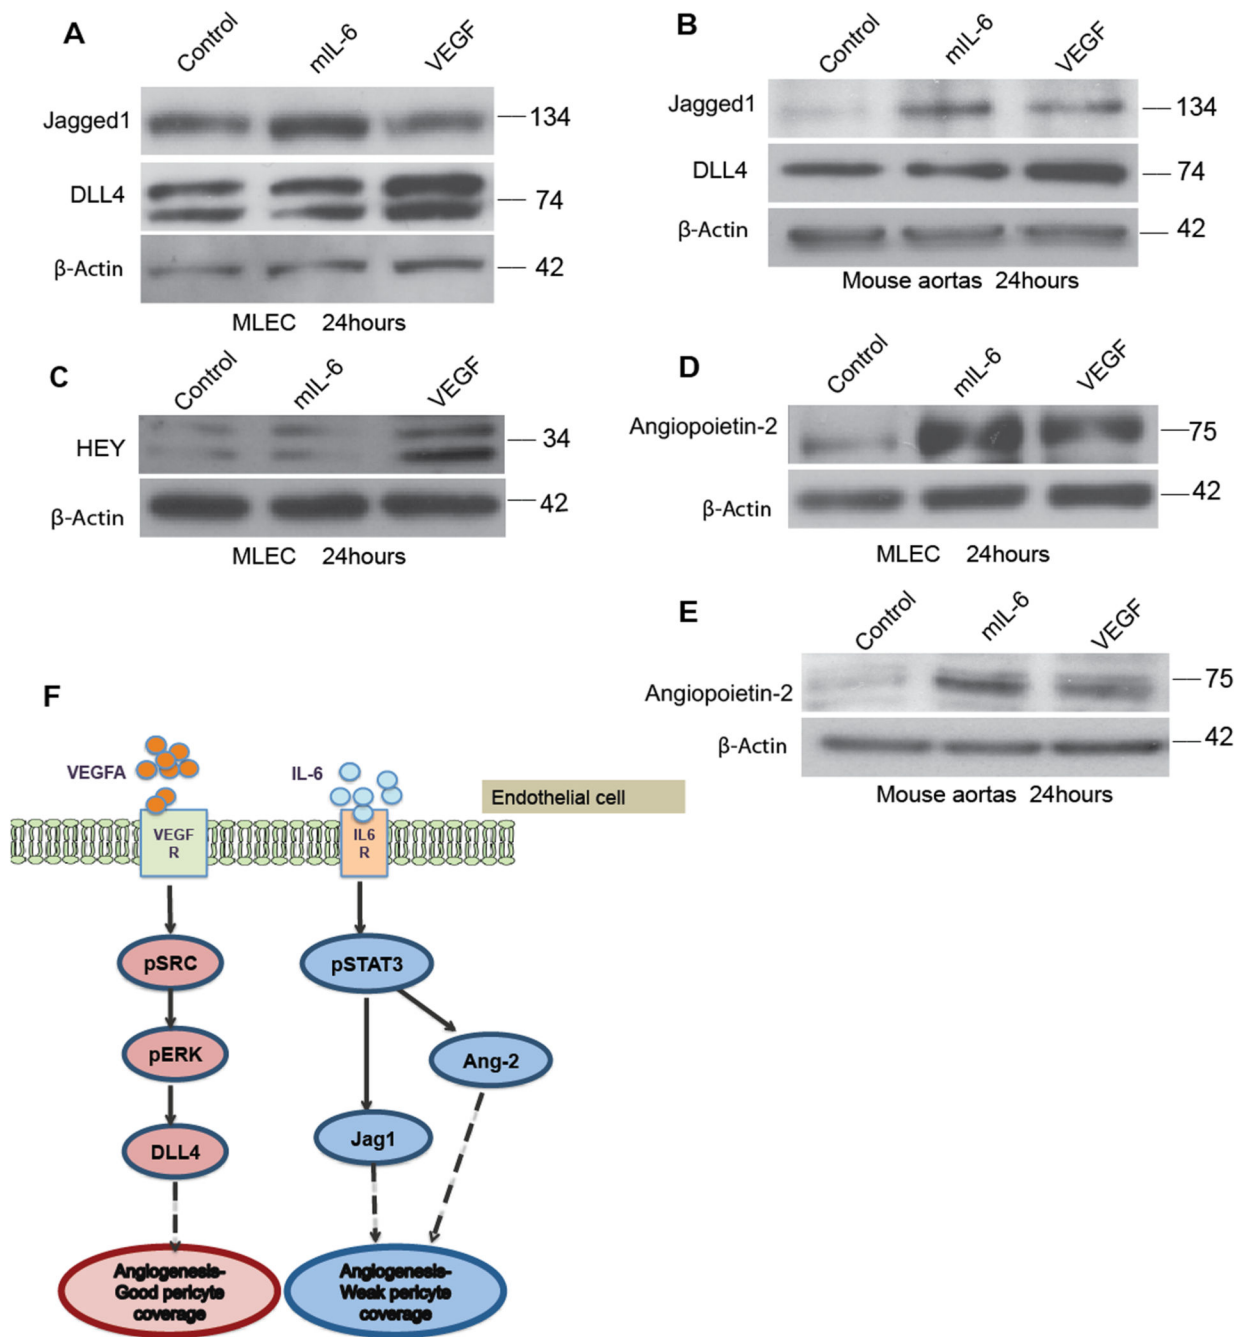 A
Control
mIL-6
VEGF
Jagged1
134
DLL4
74
β-Actin
42
MLEC 24hours
B
Control
mIL-6
VEGF
Jagged1
134
DLL4
74
β-Actin
42
Mouse aortas 24hours
C
Control
mIL-6
VEGF
HEY
34
β-Actin
42
MLEC 24hours
D
Control
mIL-6
VEGF
Angiopoietin-2
75
β-Actin
42
MLEC 24hours
E
Control
mIL-6
VEGF
Angiopoietin-2
75
β-Actin
42
Mouse aortas 24hours
F
VEGFA
IL-6
Endothelial cell
VEGF
R
IL6
R
pSRC
pSTAT3
pERK
Ang-2
DLL4
Jag1
Angiogenesis-
Good pericyte
coverage
Angiogenesis-
Weak pericyte
coverage